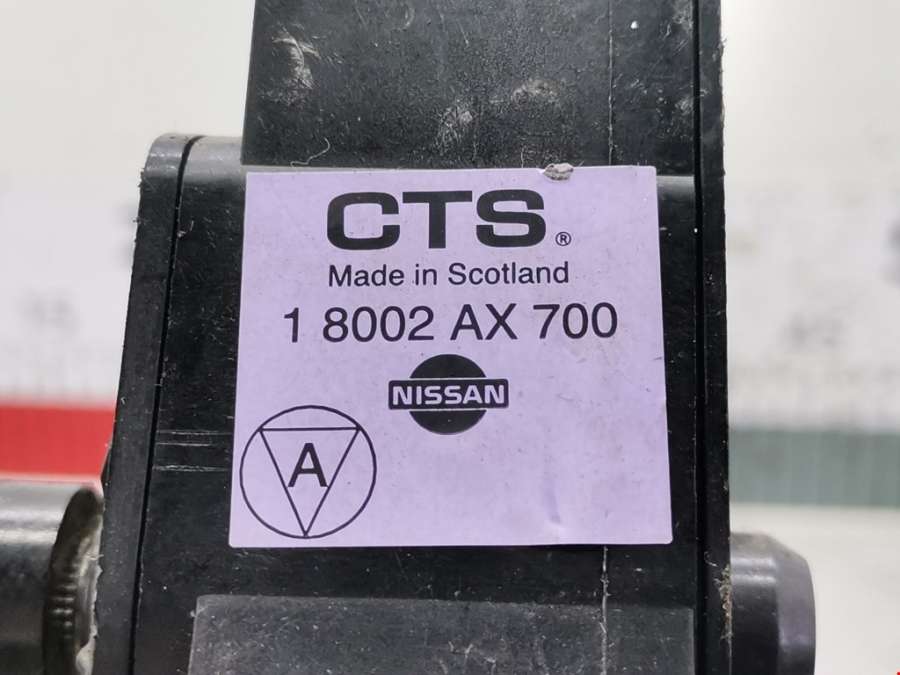 CTS®
Made in Scotland
1 8002 AX 700
NISSAN
A